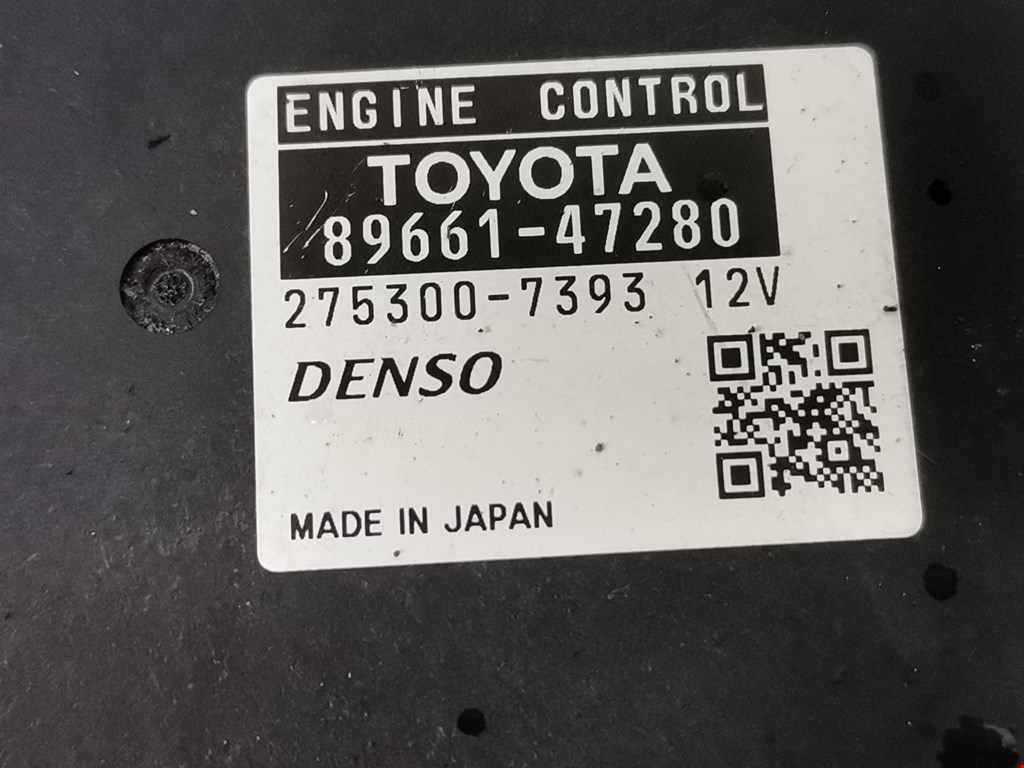 ENGINE CONTROL
TOYOTA
89661-47280
275300-7393 12V
DENSO
MADE IN JAPAN